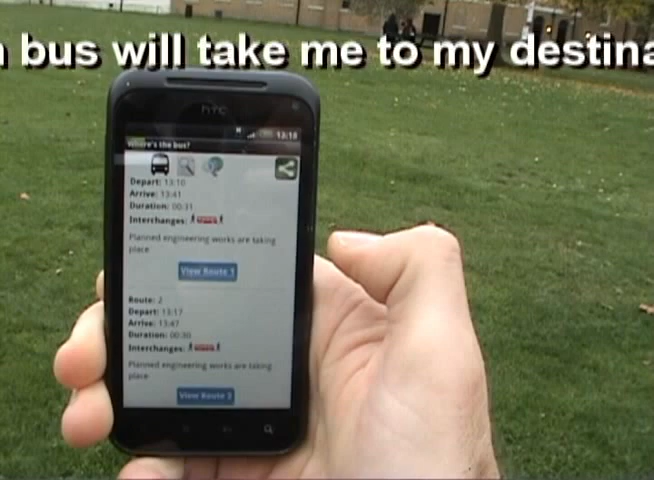 bus will take me to my destina
htc
13:18
Where's the bus?
Depart: 13:10
Arrive: 13:41
Duration: 00:31
Interchanges:
Planned engineering works are taking
place
View Route 1
Route: 2
Depart: 13:17
Arrive: 13:47
Duration: 00:30
Interchanges:
Planned engineering works are taking
place
View Route 2